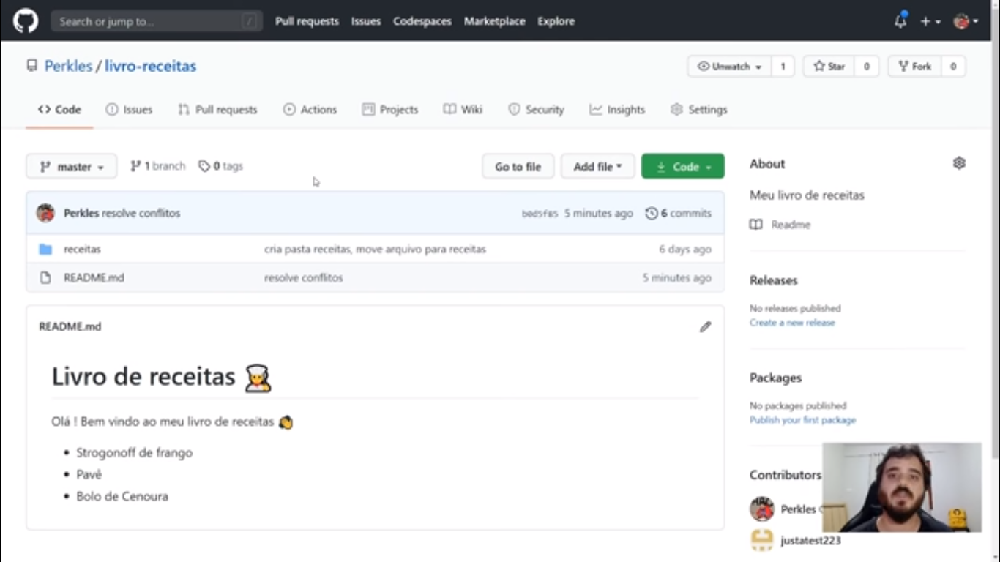 Search or jump to... /
Pull requests Issues Codespaces Marketplace Explore
Perkles / livro-receitas
Unwatch 1 Star 0 Fork 0
Code Issues Pull requests Actions Projects Wiki Security Insights Settings
master 1 branch 0 tags Go to file Add file Code
Perkles resolve conflitos 5 minutes ago 6 commits
receitas cria pasta receitas, move arquivo para receitas 6 days ago
README.md resolve conflitos 5 minutes ago
README.md
Livro de receitas
Olá ! Bem vindo ao meu livro de receitas
• Strogonoff de frango
• Pavê
• Bolo de Cenoura
About
Meu livro de receitas
Readme
Releases
No releases published
Create a new release
Packages
No packages published
Publish your first package
Contributors
Perkles
justatest223